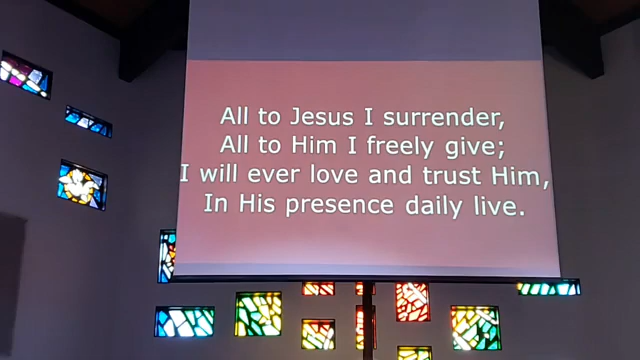 All to Jesus I surrender,
All to Him I freely give;
I will ever love and trust Him,
In His presence daily live.